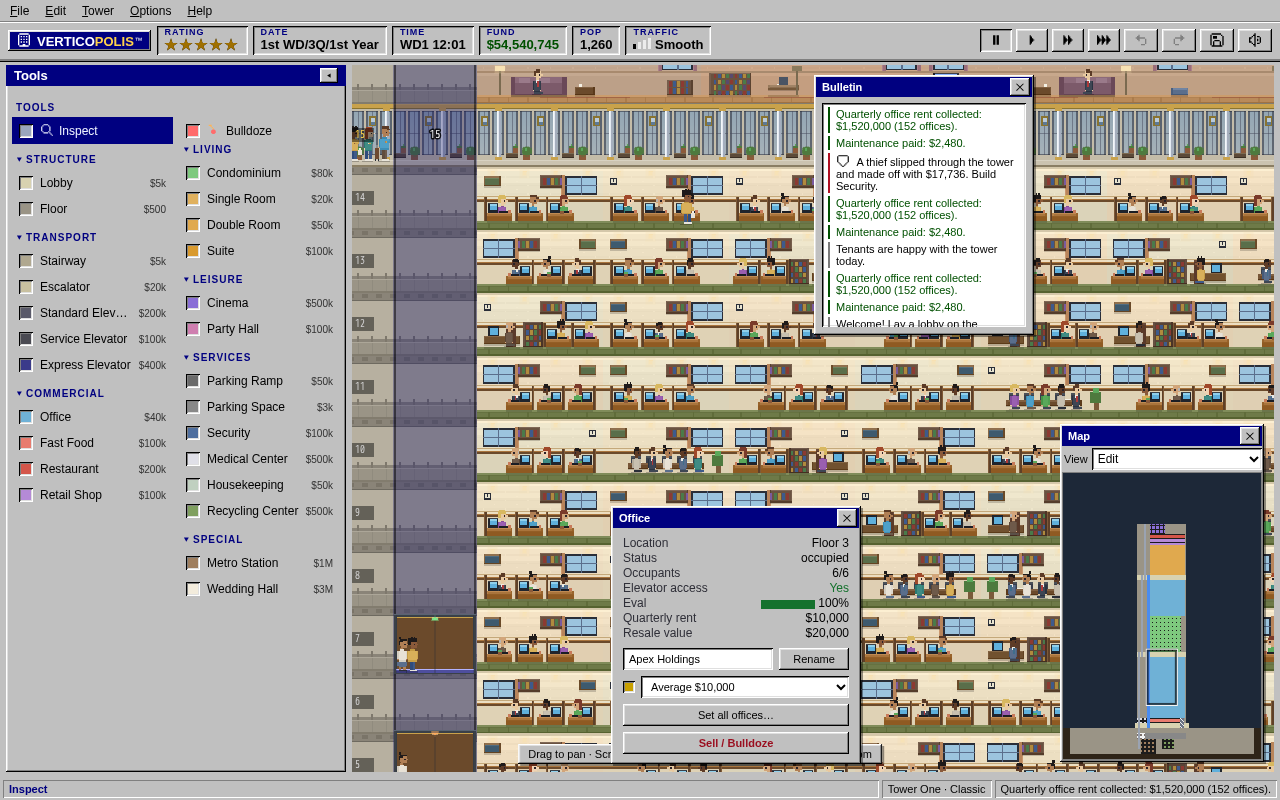 File Edit Tower Options Help
VERTICOPOLIS™
RATING
DATE
1st WD/3Q/1st Year
TIME
WD1 12:01
FUND
$54,540,745
POP
1,260
TRAFFIC
Smooth
Tools
TOOLS
Inspect
Bulldoze
STRUCTURE
Lobby $5k
Floor $500
TRANSPORT
Stairway $5k
Escalator $20k
Standard Elev… $200k
Service Elevator $100k
Express Elevator $400k
COMMERCIAL
Office $40k
Fast Food $100k
Restaurant $200k
Retail Shop $100k
LIVING
Condominium $80k
Single Room $20k
Double Room $50k
Suite $100k
LEISURE
Cinema $500k
Party Hall $100k
SERVICES
Parking Ramp $50k
Parking Space $3k
Security $100k
Medical Center $500k
Housekeeping $50k
Recycling Center $500k
SPECIAL
Metro Station $1M
Wedding Hall $3M
15
15
14
13
12
11
10
9
8
7
6
5
Bulletin
Quarterly office rent collected:
$1,520,000 (152 offices).
Maintenance paid: $2,480.
A thief slipped through the tower
and made off with $17,736. Build
Security.
Quarterly office rent collected:
$1,520,000 (152 offices).
Maintenance paid: $2,480.
Tenants are happy with the tower
today.
Quarterly office rent collected:
$1,520,000 (152 offices).
Maintenance paid: $2,480.
Welcome! Lay a lobby on the
Map
View Edit
Office
Location Floor 3
Status occupied
Occupants 6/6
Elevator access Yes
Eval 100%
Quarterly rent $10,000
Resale value $20,000
Apex Holdings Rename
Average $10,000
Set all offices…
Sell / Bulldoze
Drag to pan · Scr
om
Inspect
Tower One · Classic
Quarterly office rent collected: $1,520,000 (152 offices).